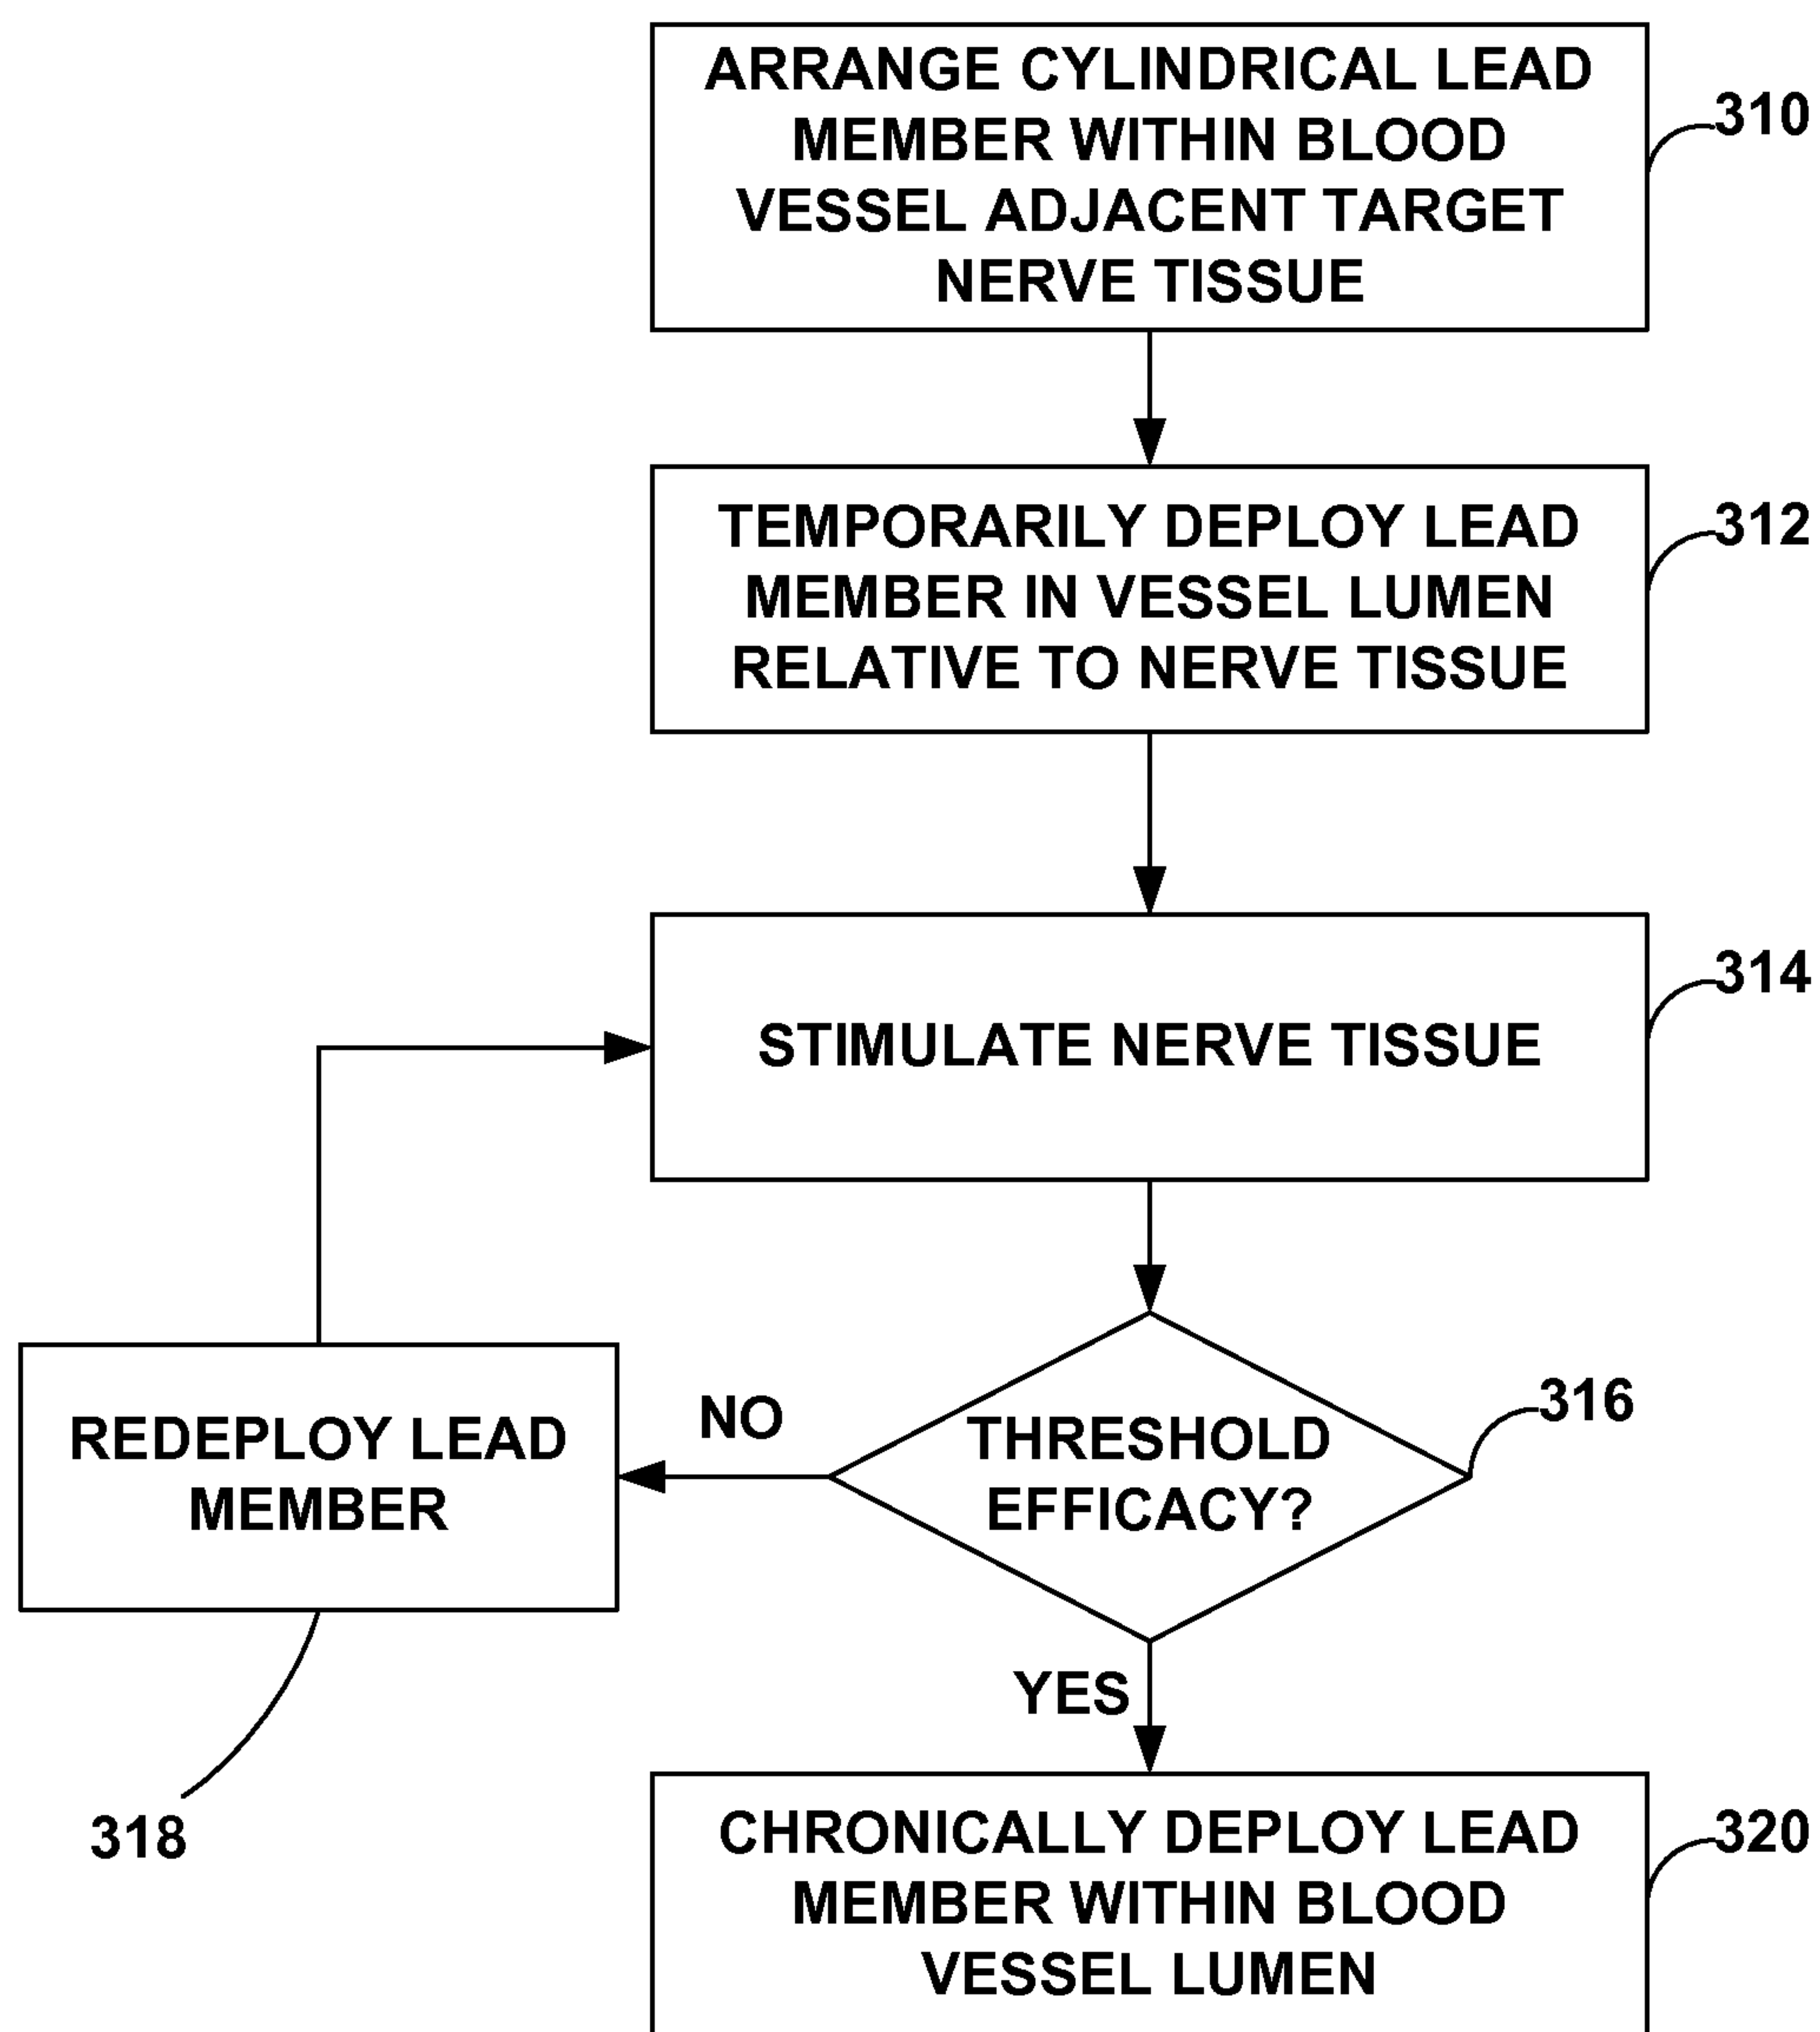 ARRANGE CYLINDRICAL LEAD
MEMBER WITHIN BLOOD
VESSEL ADJACENT TARGET
NERVE TISSUE
310
TEMPORARILY DEPLOY LEAD
MEMBER IN VESSEL LUMEN
RELATIVE TO NERVE TISSUE
312
STIMULATE NERVE TISSUE
314
THRESHOLD
EFFICACY?
316
NO
REDEPLOY LEAD
MEMBER
318
YES
CHRONICALLY DEPLOY LEAD
MEMBER WITHIN BLOOD
VESSEL LUMEN
320